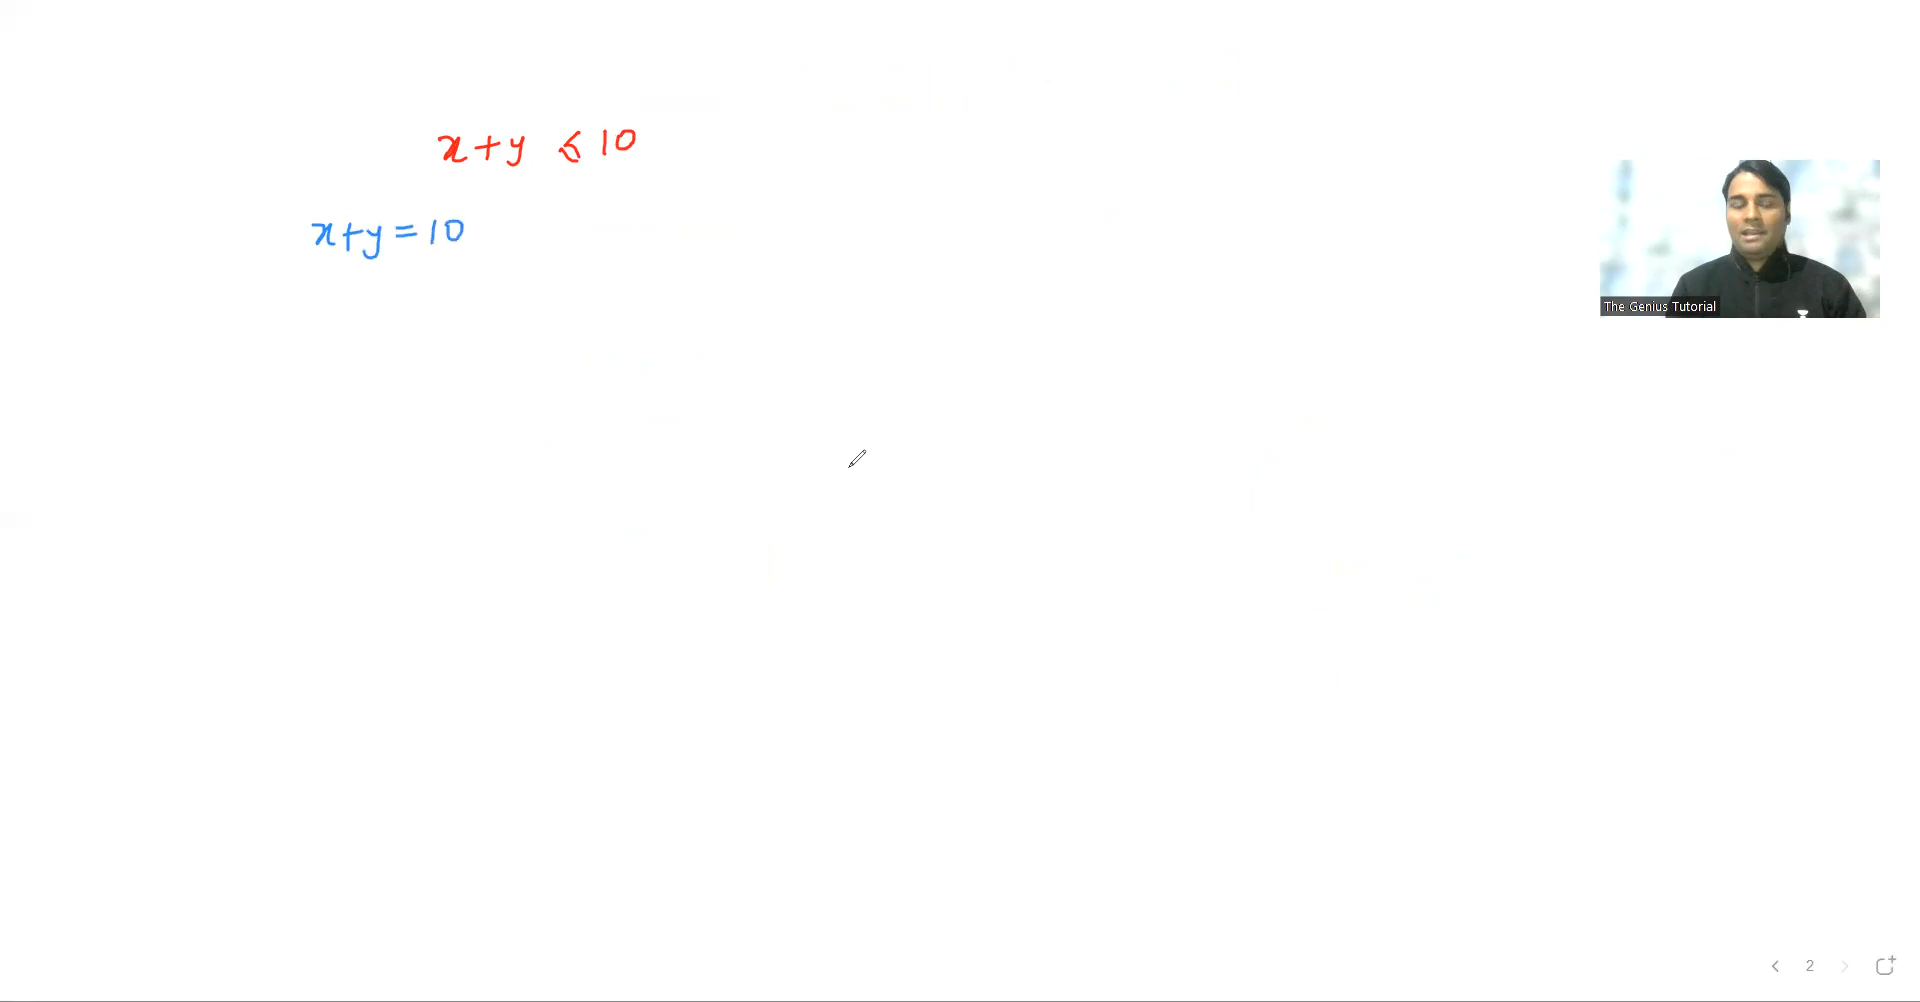 x+y ⩽ 10
x+y = 10
The Genius Tutorial
2